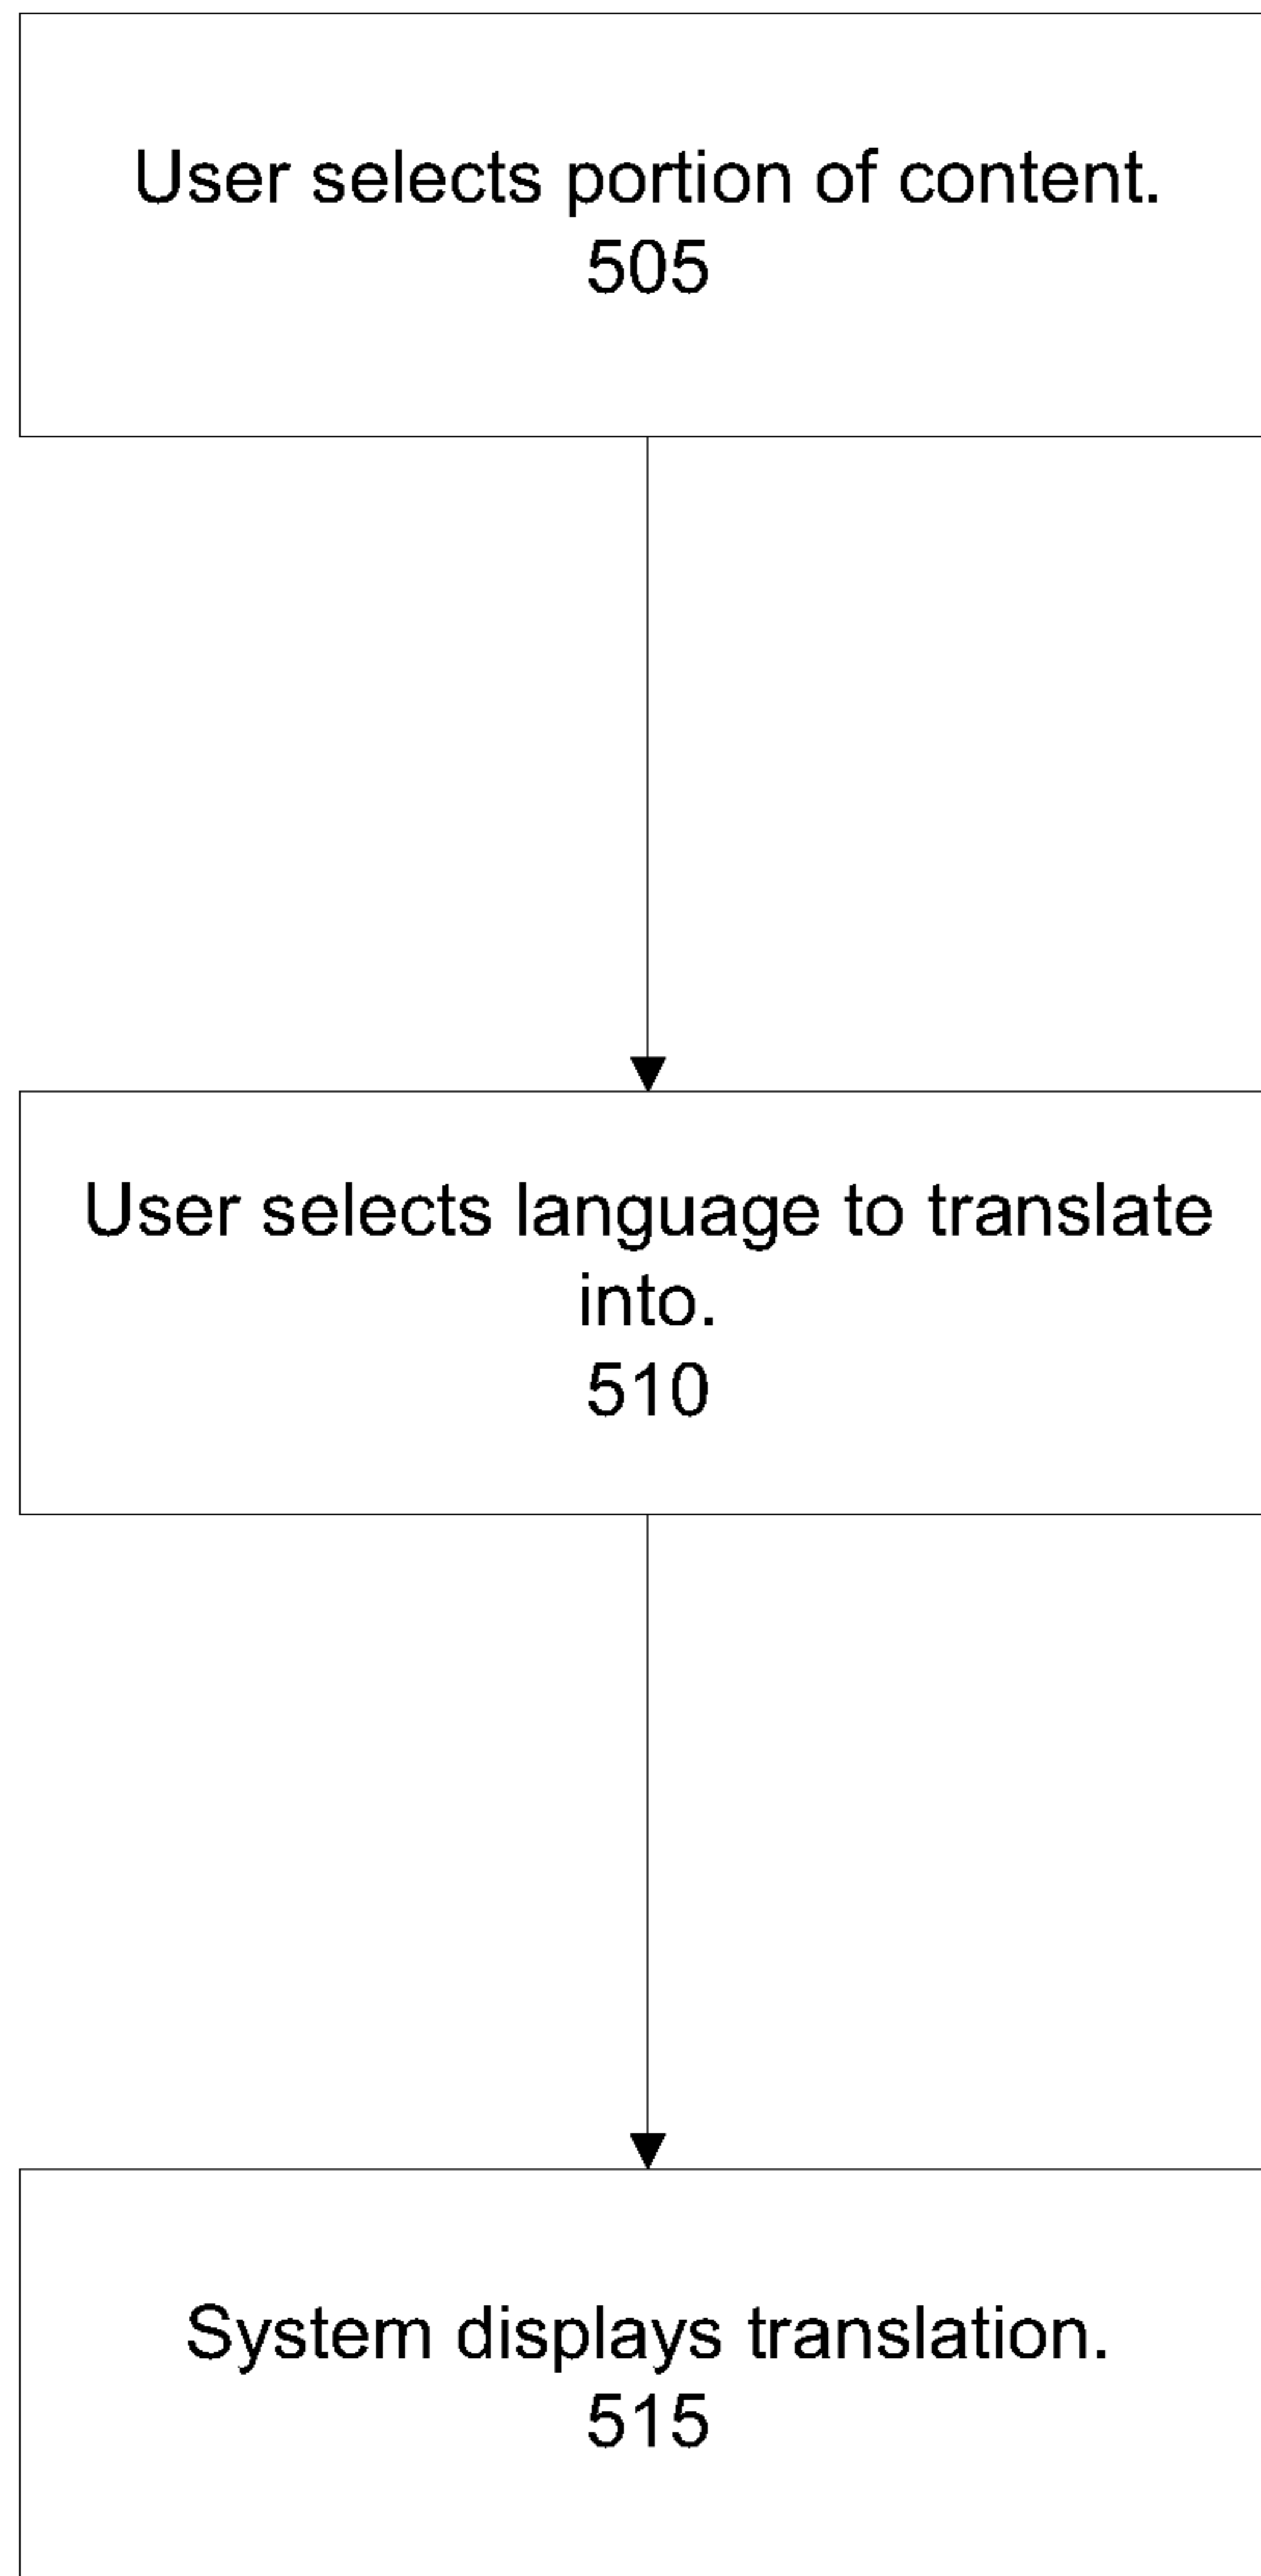 User selects portion of content.
505
User selects language to translate
into.
510
System displays translation.
515